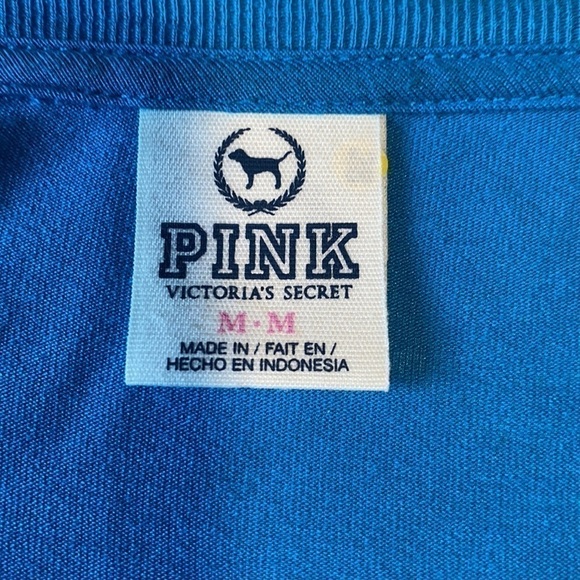 PINK
VICTORIA'S SECRET
M · M
MADE IN / FAIT EN /
HECHO EN INDONESIA